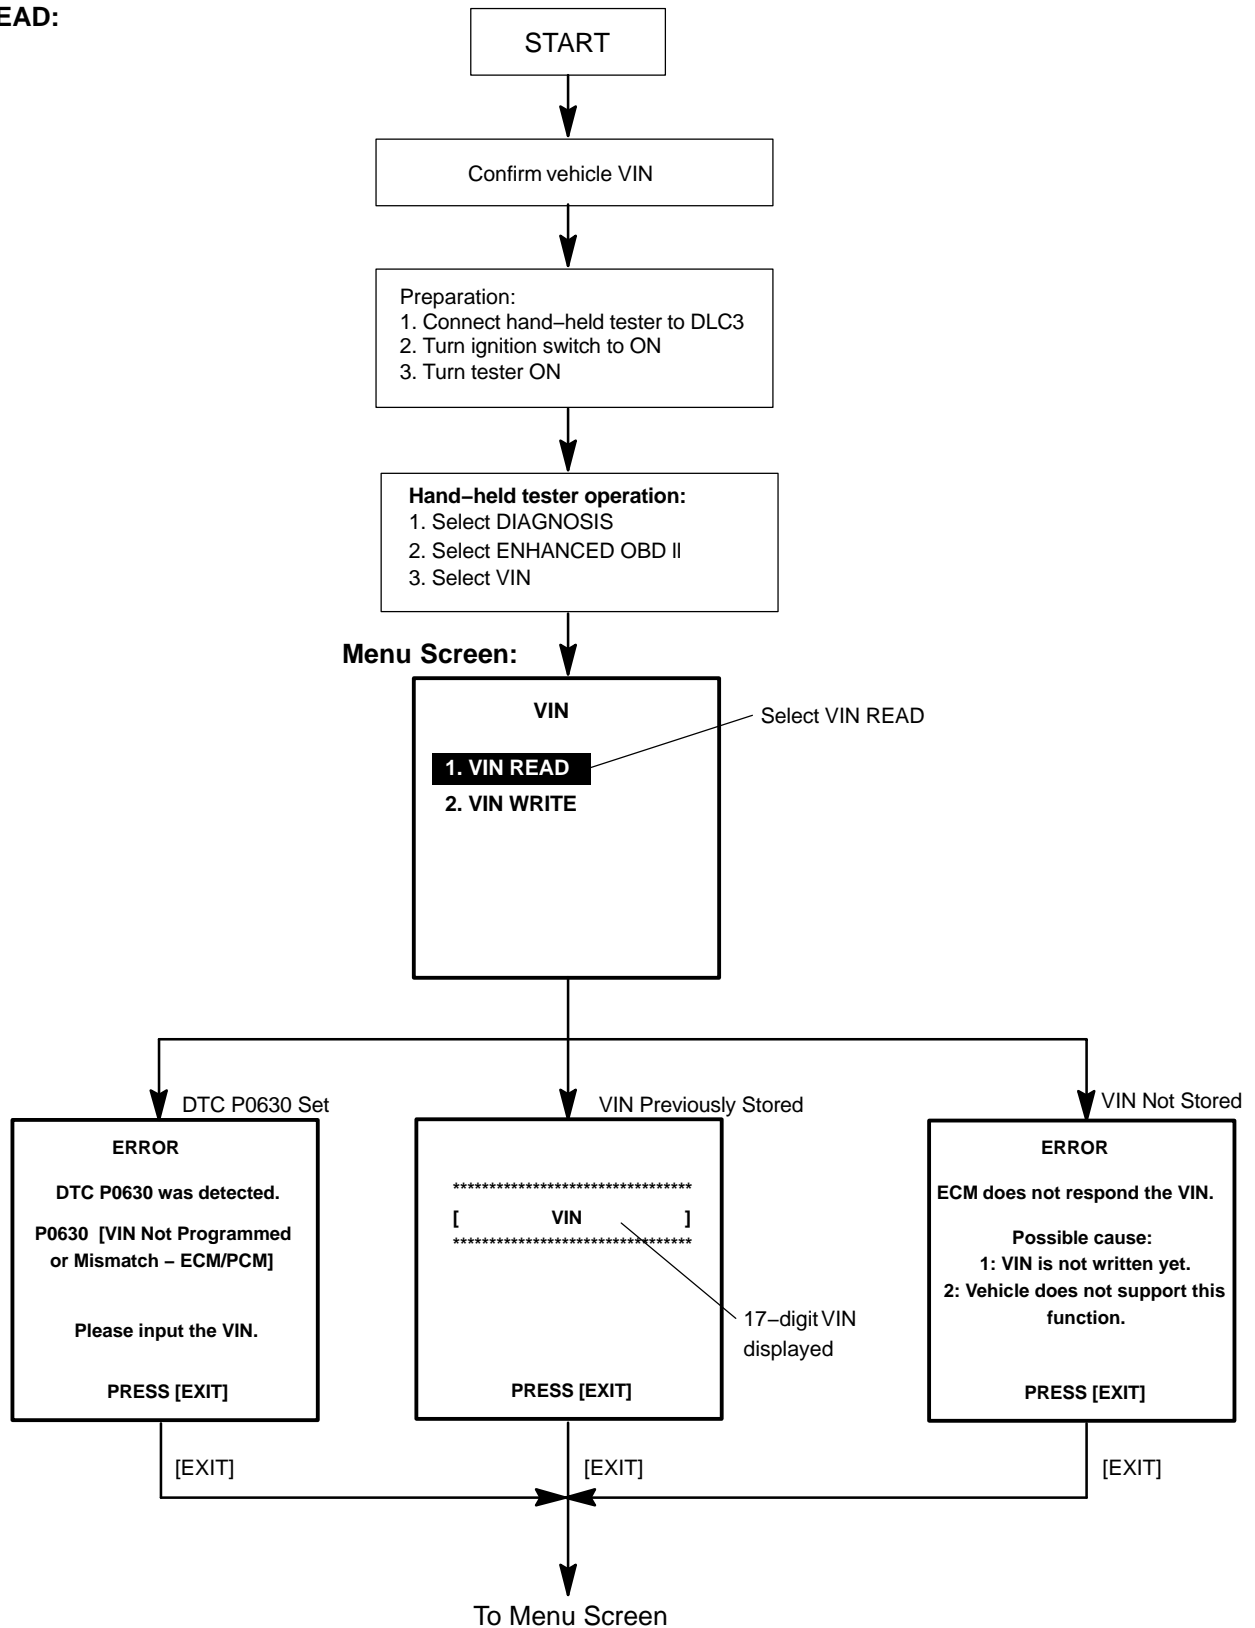 EAD:
START
Confirm vehicle VIN
Preparation:
1. Connect hand–held tester to DLC3
2. Turn ignition switch to ON
3. Turn tester ON
Hand–held tester operation:
1. Select DIAGNOSIS
2. Select ENHANCED OBD II
3. Select VIN
Menu Screen:
VIN
Select VIN READ
1. VIN READ
2. VIN WRITE
DTC P0630 Set
ERROR
DTC P0630 was detected.
P0630 [VIN Not Programmed
or Mismatch – ECM/PCM]
Please input the VIN.
PRESS [EXIT]
[EXIT]
VIN Previously Stored
*********************************
[ VIN ]
*********************************
17–digit VIN
displayed
PRESS [EXIT]
[EXIT]
VIN Not Stored
ERROR
ECM does not respond the VIN.
Possible cause:
1: VIN is not written yet.
2: Vehicle does not support this
function.
PRESS [EXIT]
[EXIT]
To Menu Screen